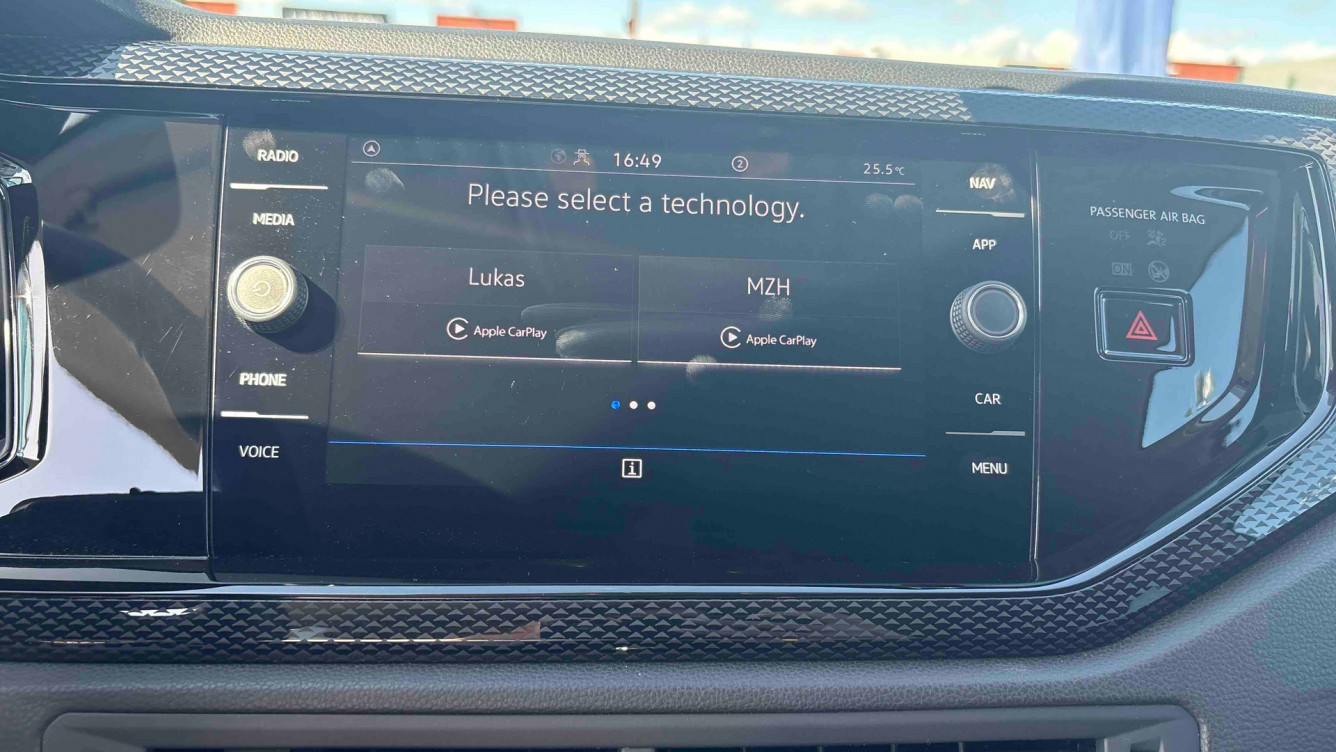 RADIO
MEDIA
PHONE
VOICE
16:49
2
25.5°C
Please select a technology.
Lukas
Apple CarPlay
MZH
Apple CarPlay
i
NAV
APP
CAR
MENU
PASSENGER AIR BAG
OFF
ON